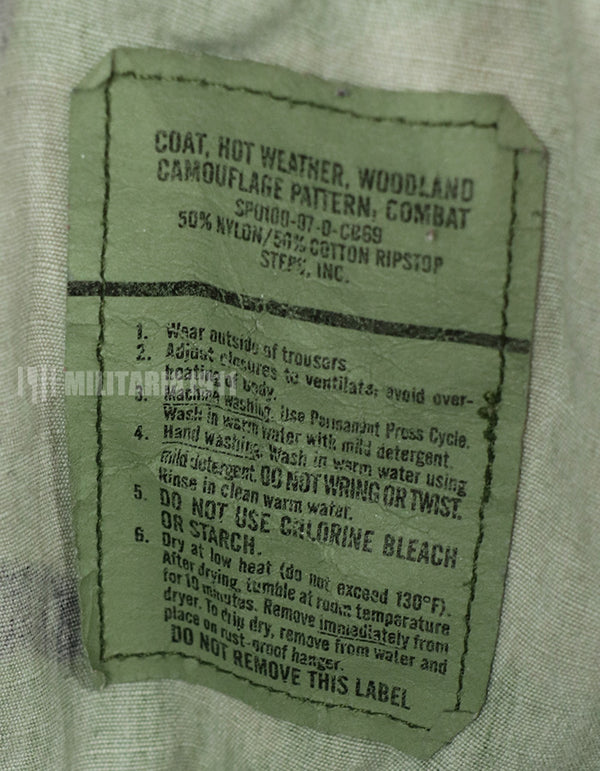 COAT, HOT WEATHER, WOODLAND
CAMOUFLAGE PATTERN, COMBAT
SPO100-97-D-CB69
50% NYLON/50% COTTON RIPSTOP
STEPS, INC.
1. Wear outside of trousers.
2. Adjust closures to ventilate, avoid over-
heating of body.
3. Machine washing. Use Permanent Press Cycle.
Wash in warm water with mild detergent.
4. Hand washing. Wash in warm water using
mild detergent. DO NOT WRING OR TWIST.
Rinse in clean warm water.
5. DO NOT USE CHLORINE BLEACH
OR STARCH.
6. Dry at low heat (do not exceed 130°F).
After drying, tumble at room temperature
for 10 minutes. Remove immediately from
dryer. To drip dry, remove from water and
place on rust-proof hanger.
DO NOT REMOVE THIS LABEL